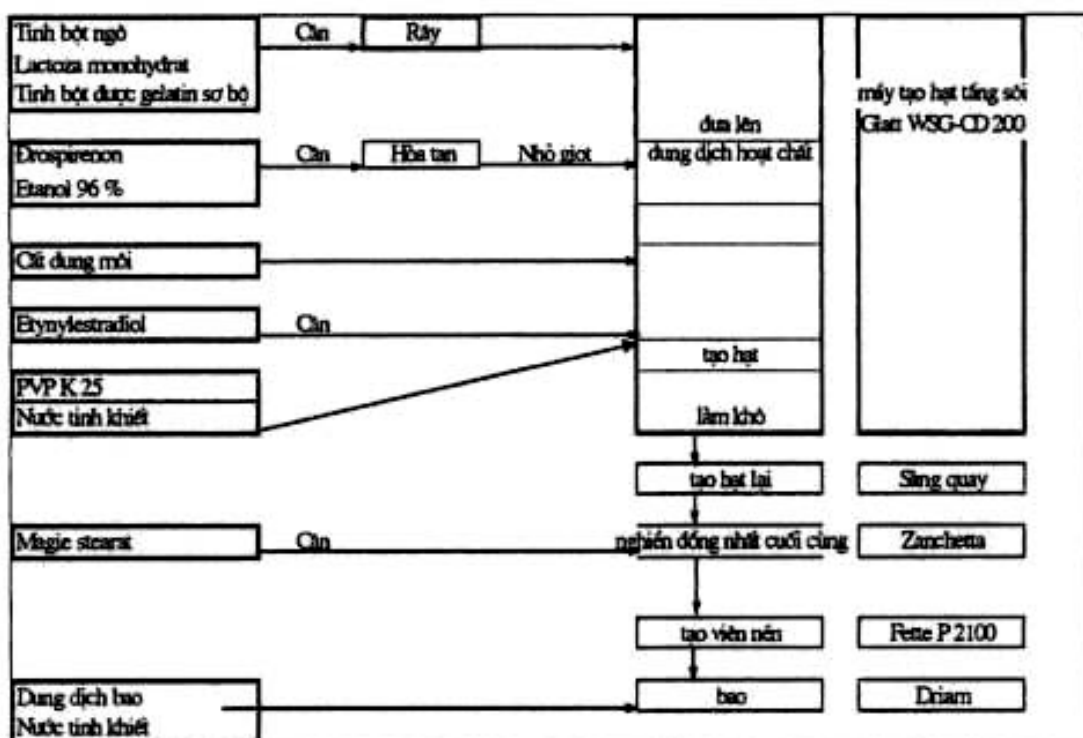 Tinh bột ngô
Cân
Rây
Lactoza monohydrat
Tinh bột được gelatin sơ bộ
máy tạo hạt tầng sôi
đưa lên
Glatt WSG-CD 200
Đrospirenon
Cân
Hòa tan
Nhỏ giọt
dung dịch hoạt chất
Etanol 96 %
Cất dung môi
Etynylestradiol
Cân
tạo hạt
PVP K 25
Nước tinh khiết
làm khô
tạo hạt lại
Sàng quay
Magie stearat
Cân
nghiền đồng nhất cuối cùng
Zanchetta
tạo viên nén
Fette P 2100
Dung dịch bao
bao
Driam
Nước tinh khiết